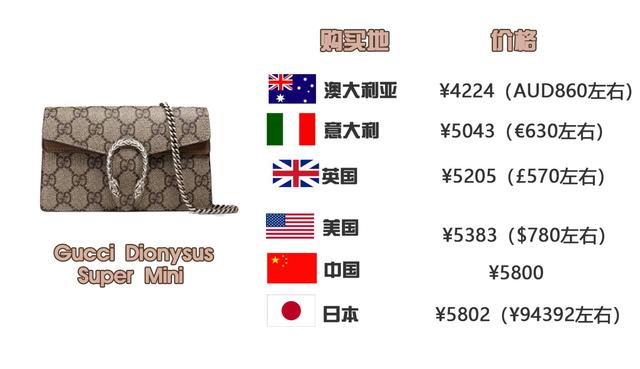 购买地 价格
澳大利亚 ¥4224（AUD860左右）
意大利 ¥5043（€630左右）
英国 ¥5205（£570左右）
美国 ¥5383（$780左右）
中国 ¥5800
日本 ¥5802（¥94392左右）
Gucci Dionysus
Super Mini